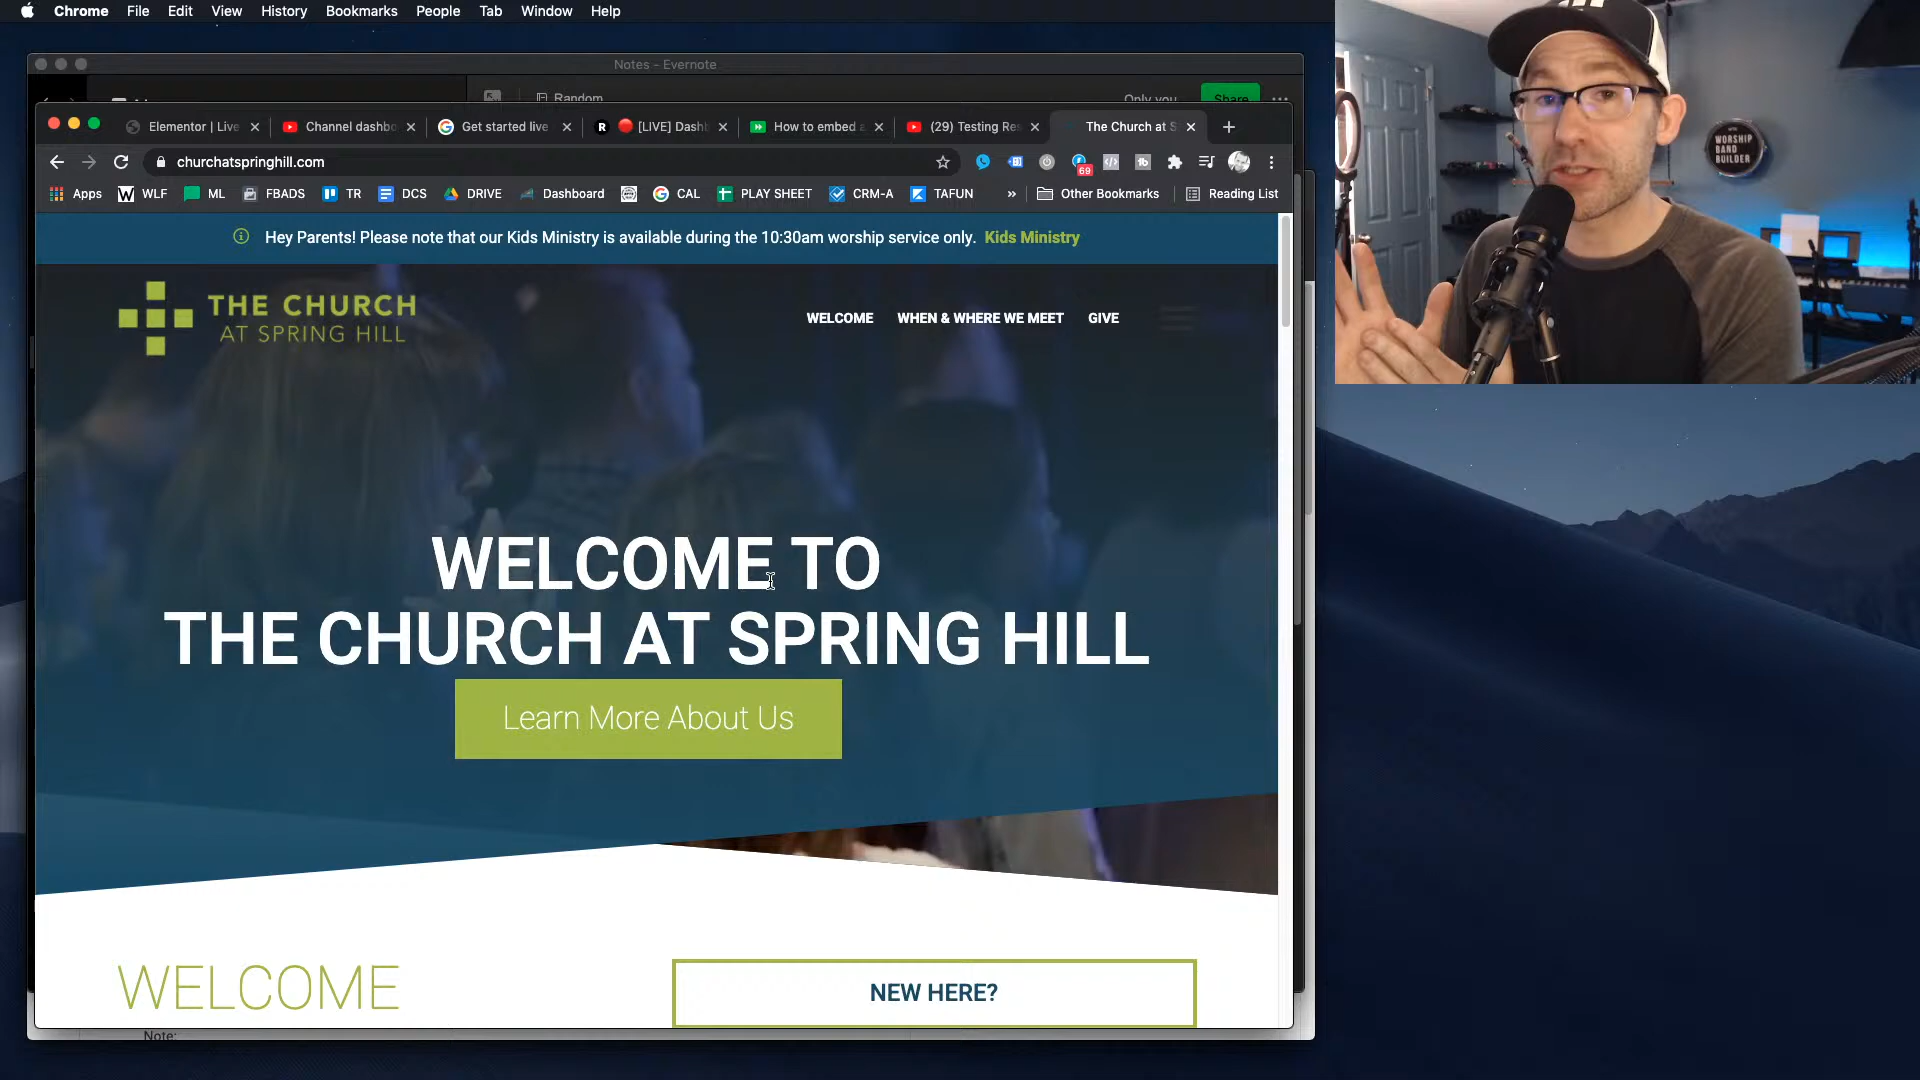 Chrome File Edit View History Bookmarks People Tab Window Help
Notes – Evernote
Random
Only you
Share
Elementor | Live
Channel dashbo
Get started live
R [LIVE] Dash
How to embed a
(29) Testing Re
The Church at S
churchatspringhill.com
69
Apps WLF ML FBADS TR DCS DRIVE Dashboard CAL PLAY SHEET CRM-A TAFUN » Other Bookmarks Reading List
Hey Parents! Please note that our Kids Ministry is available during the 10:30am worship service only. Kids Ministry
THE CHURCH
AT SPRING HILL
WELCOME WHEN & WHERE WE MEET GIVE
WELCOME TO
THE CHURCH AT SPRING HILL
Learn More About Us
WELCOME
NEW HERE?
Note:
WORSHIP
BAND
BUILDER